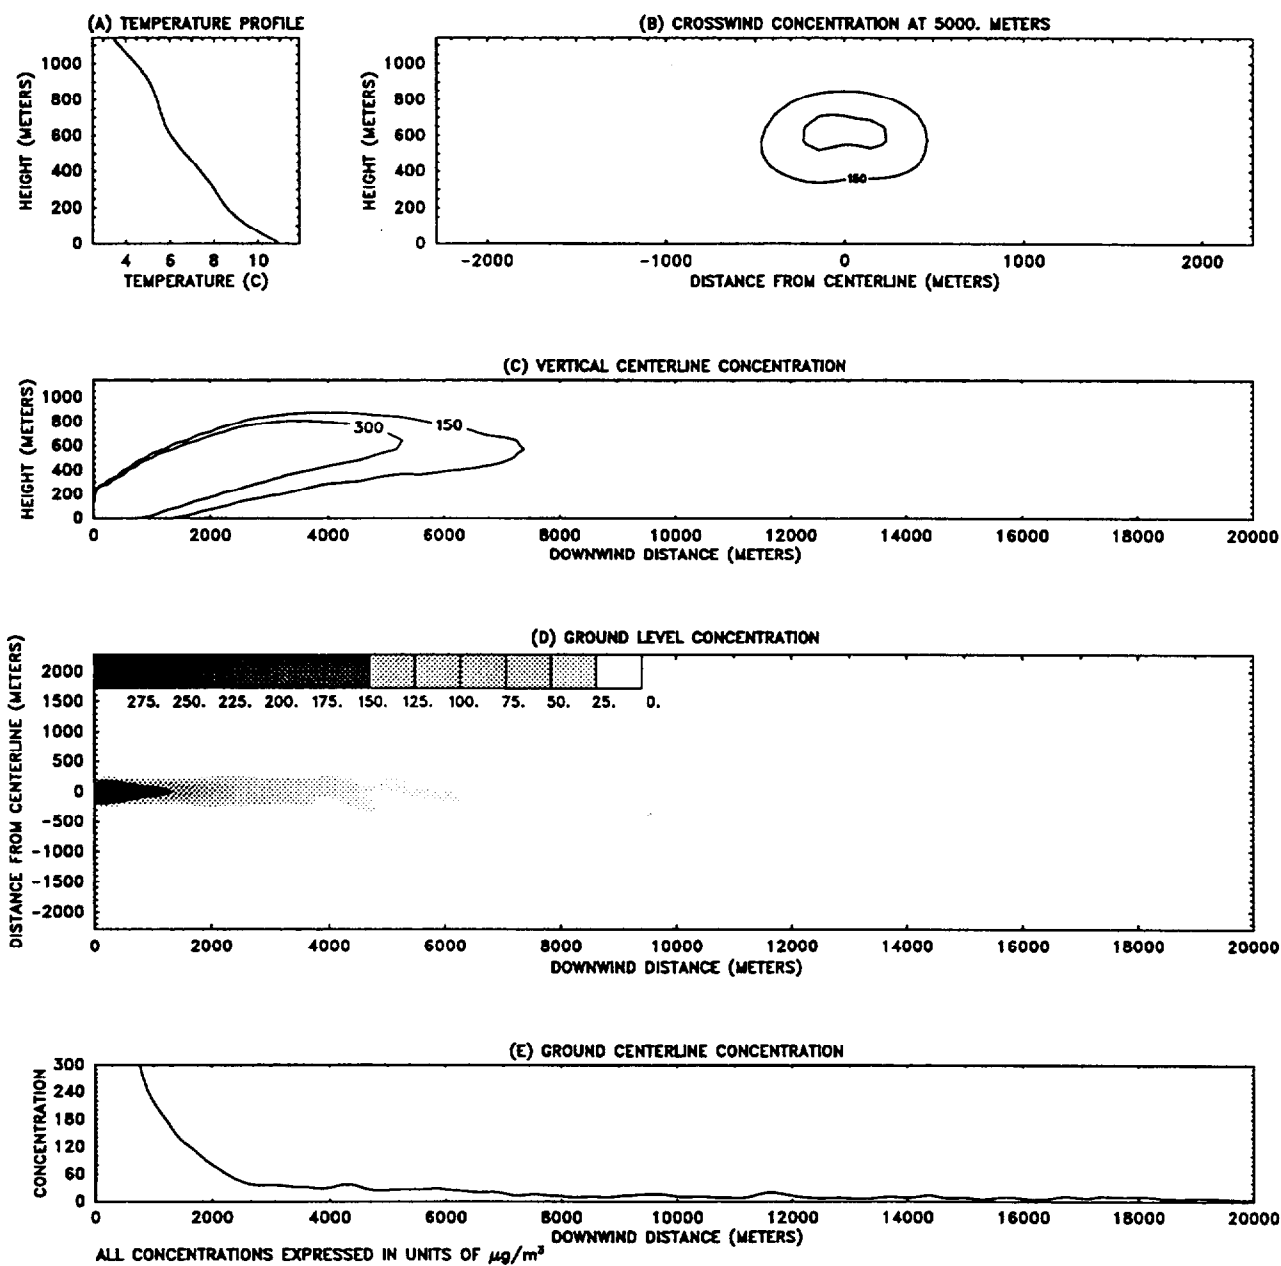 (A) TEMPERATURE PROFILE
(B) CROSSWIND CONCENTRATION AT 5000. METERS
HEIGHT (METERS)
1000
800
600
400
200
0
4 6 8 10
TEMPERATURE (C)
HEIGHT (METERS)
1000
800
600
400
200
0
150
-2000 -1000 0 1000 2000
DISTANCE FROM CENTERLINE (METERS)
(C) VERTICAL CENTERLINE CONCENTRATION
HEIGHT (METERS)
1000
800
600
400
200
0
300
150
0 2000 4000 6000 8000 10000 12000 14000 16000 18000 20000
DOWNWIND DISTANCE (METERS)
(D) GROUND LEVEL CONCENTRATION
DISTANCE FROM CENTERLINE (METERS)
2000
1500
1000
500
0
-500
-1000
-1500
-2000
275. 250. 225. 200. 175. 150. 125. 100. 75. 50. 25. 0.
0 2000 4000 6000 8000 10000 12000 14000 16000 18000 20000
DOWNWIND DISTANCE (METERS)
(E) GROUND CENTERLINE CONCENTRATION
CONCENTRATION
300
240
180
120
60
0
0 2000 4000 6000 8000 10000 12000 14000 16000 18000 20000
DOWNWIND DISTANCE (METERS)
ALL CONCENTRATIONS EXPRESSED IN UNITS OF μg/m³